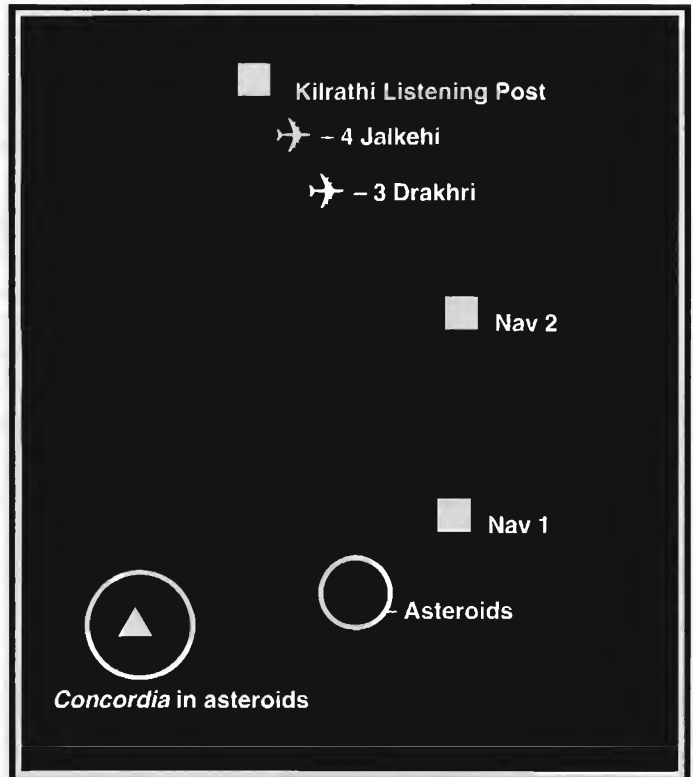 Kilrathi Listening Post
– 4 Jalkehi
– 3 Drakhri
Nav 2
Nav 1
– Asteroids
Concordia in asteroids